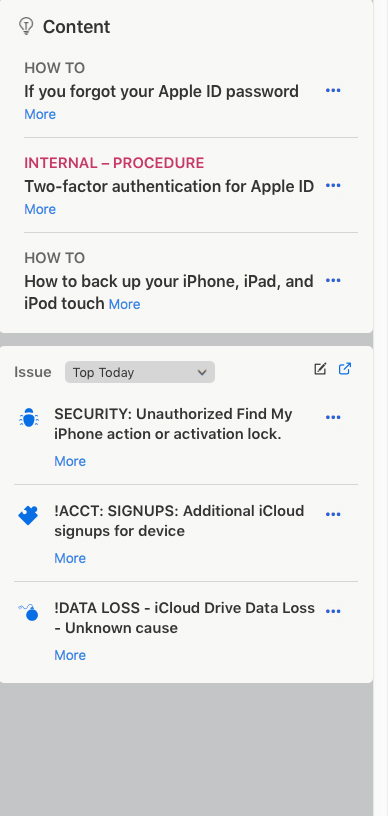 Content
HOW TO
If you forgot your Apple ID password
More
INTERNAL – PROCEDURE
Two-factor authentication for Apple ID
More
HOW TO
How to back up your iPhone, iPad, and
iPod touch More
Issue Top Today
SECURITY: Unauthorized Find My
iPhone action or activation lock.
More
!ACCT: SIGNUPS: Additional iCloud
signups for device
More
!DATA LOSS - iCloud Drive Data Loss
- Unknown cause
More